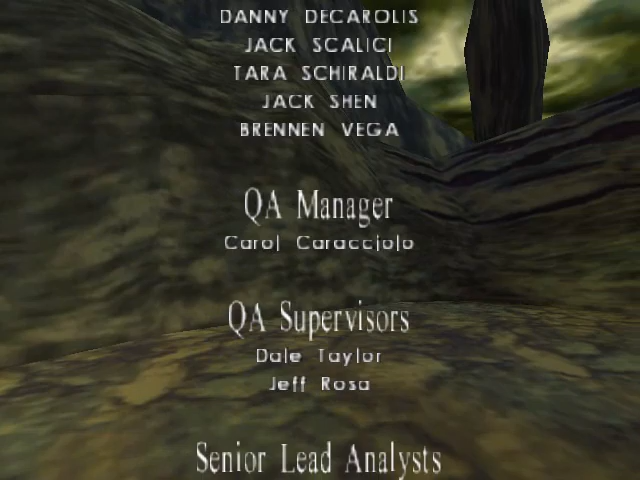 DANNY DECAROLIS
JACK SCALICI
TARA SCHIRALDI
JACK SHEN
BRENNEN VEGA
QA Manager
Carol Caracciolo
QA Supervisors
Dale Taylor
Jeff Rosa
Senior Lead Analysts